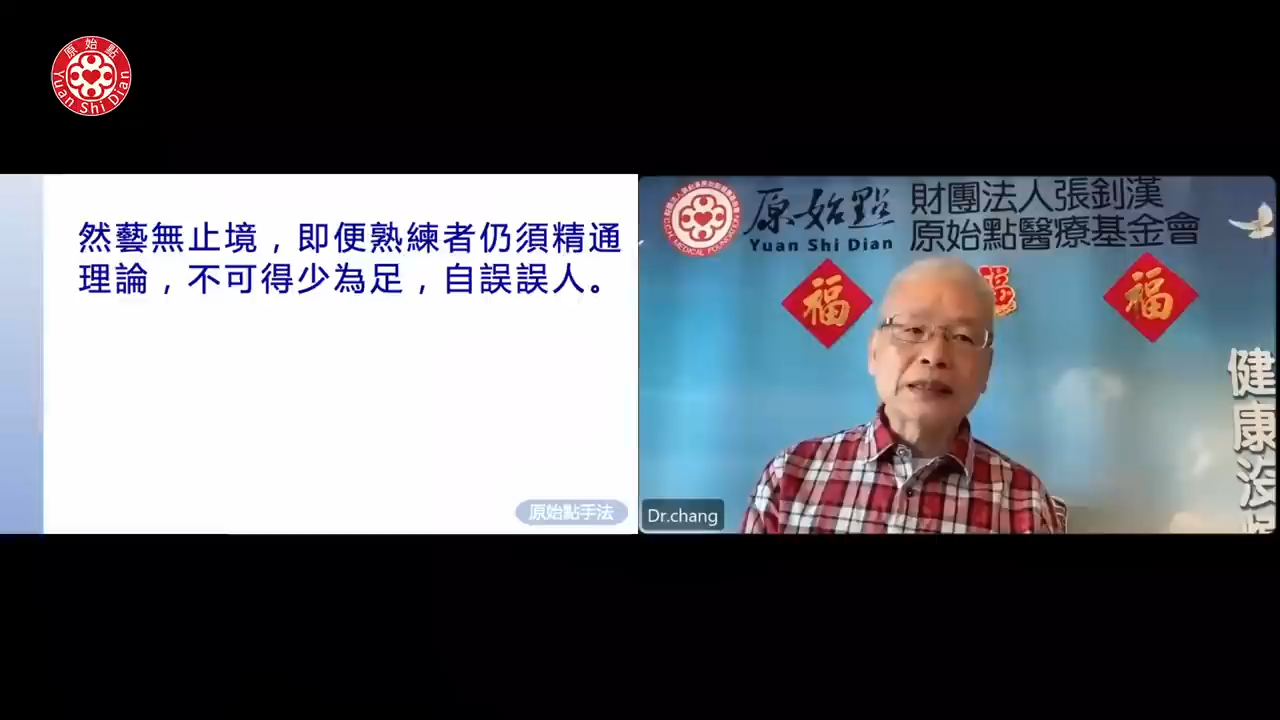 原始點
Yuan Shi Dian
然藝無止境，即便熟練者仍須精通
理論，不可得少為足，自誤誤人。
原始點手法
原始點
Yuan Shi Dian
財團法人張釗漢
原始點醫療基金會
福
福
福
健康沒
Dr.chang